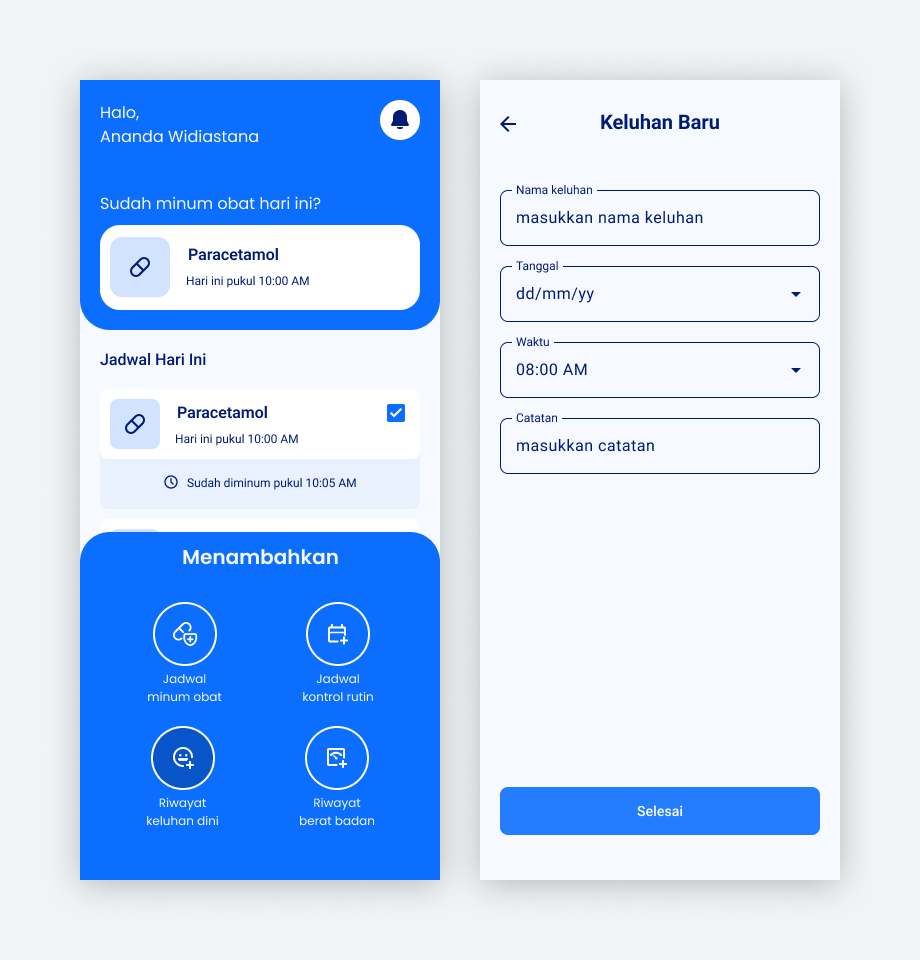 Halo,
Ananda Widiastana
Sudah minum obat hari ini?
Paracetamol
Hari ini pukul 10:00 AM
Jadwal Hari Ini
Paracetamol
Hari ini pukul 10:00 AM
Sudah diminum pukul 10:05 AM
Menambahkan
Jadwal
minum obat
Jadwal
kontrol rutin
Riwayat
keluhan dini
Riwayat
berat badan
Keluhan Baru
Nama keluhan
masukkan nama keluhan
Tanggal
dd/mm/yy
Waktu
08:00 AM
Catatan
masukkan catatan
Selesai